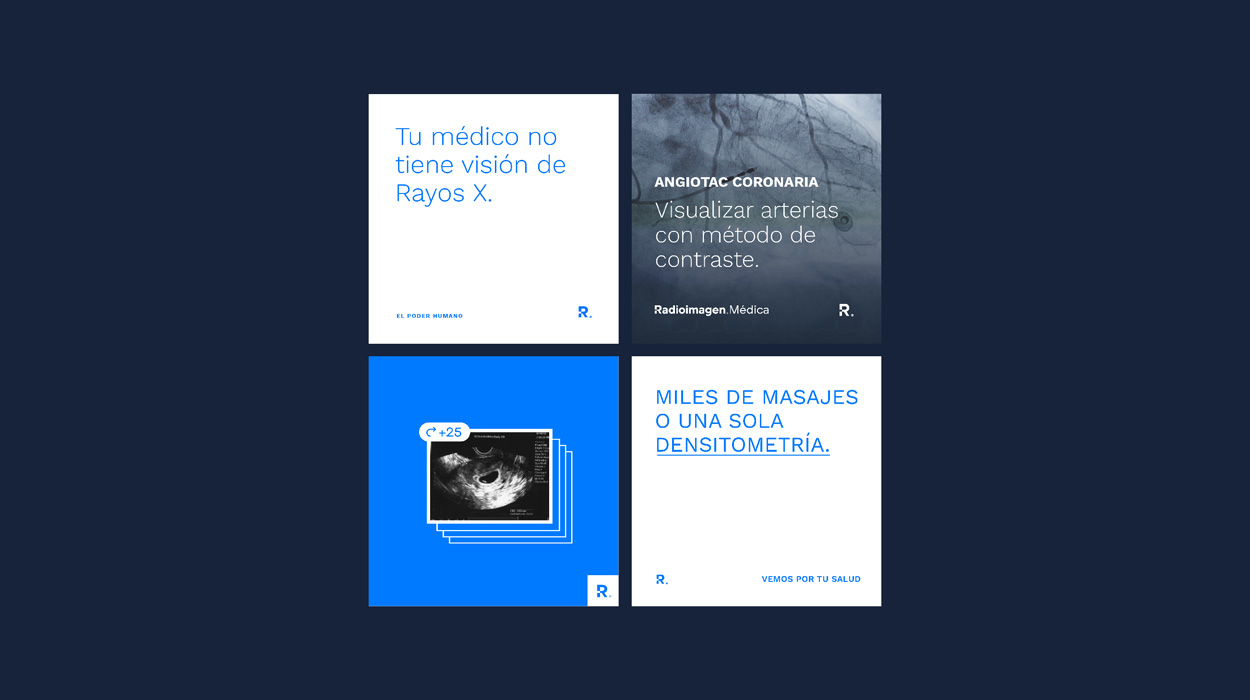 Tu médico no
tiene visión de
Rayos X.
EL PODER HUMANO
R.
ANGIOTAC CORONARIA
Visualizar arterias
con método de
contraste.
Radioimagen.Médica
R.
+25
R.
MILES DE MASAJES
O UNA SOLA
DENSITOMETRÍA.
R.
VEMOS POR TU SALUD